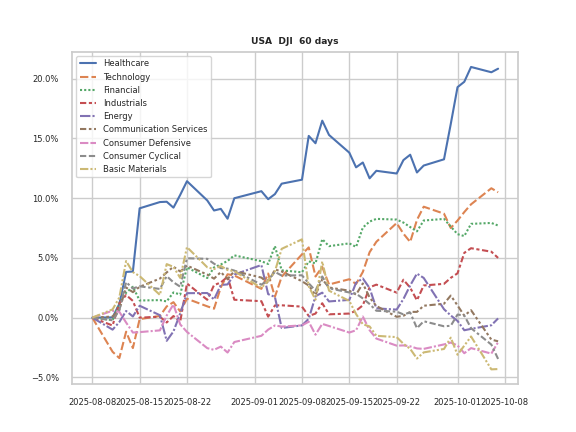 USA DJI 60 days
Healthcare
Technology
Financial
Industrials
Energy
Communication Services
Consumer Defensive
Consumer Cyclical
Basic Materials
20.0%
15.0%
10.0%
5.0%
0.0%
−5.0%
2025-08-08 2025-08-15 2025-08-22 2025-09-01 2025-09-08 2025-09-15 2025-09-22 2025-10-01 2025-10-08